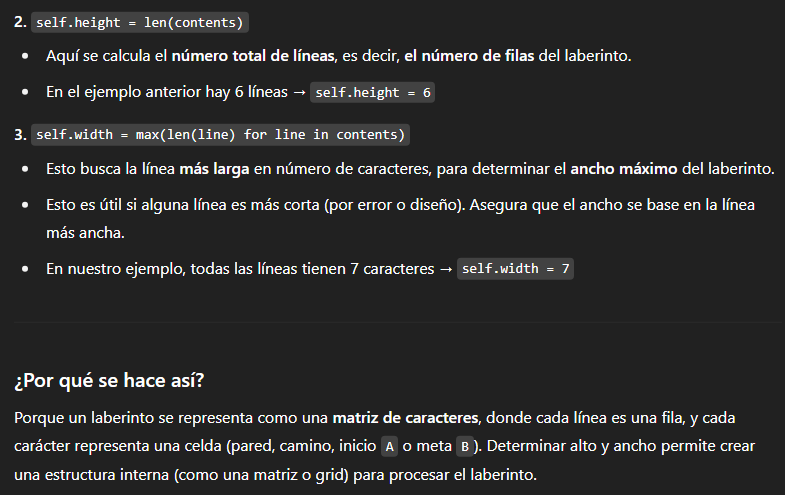 2. self.height = len(contents)
• Aquí se calcula el número total de líneas, es decir, el número de filas del laberinto.
• En el ejemplo anterior hay 6 líneas → self.height = 6
3. self.width = max(len(line) for line in contents)
• Esto busca la línea más larga en número de caracteres, para determinar el ancho máximo del laberinto.
• Esto es útil si alguna línea es más corta (por error o diseño). Asegura que el ancho se base en la línea
más ancha.
• En nuestro ejemplo, todas las líneas tienen 7 caracteres → self.width = 7
¿Por qué se hace así?
Porque un laberinto se representa como una matriz de caracteres, donde cada línea es una fila, y cada
carácter representa una celda (pared, camino, inicio A o meta B). Determinar alto y ancho permite crear
una estructura interna (como una matriz o grid) para procesar el laberinto.